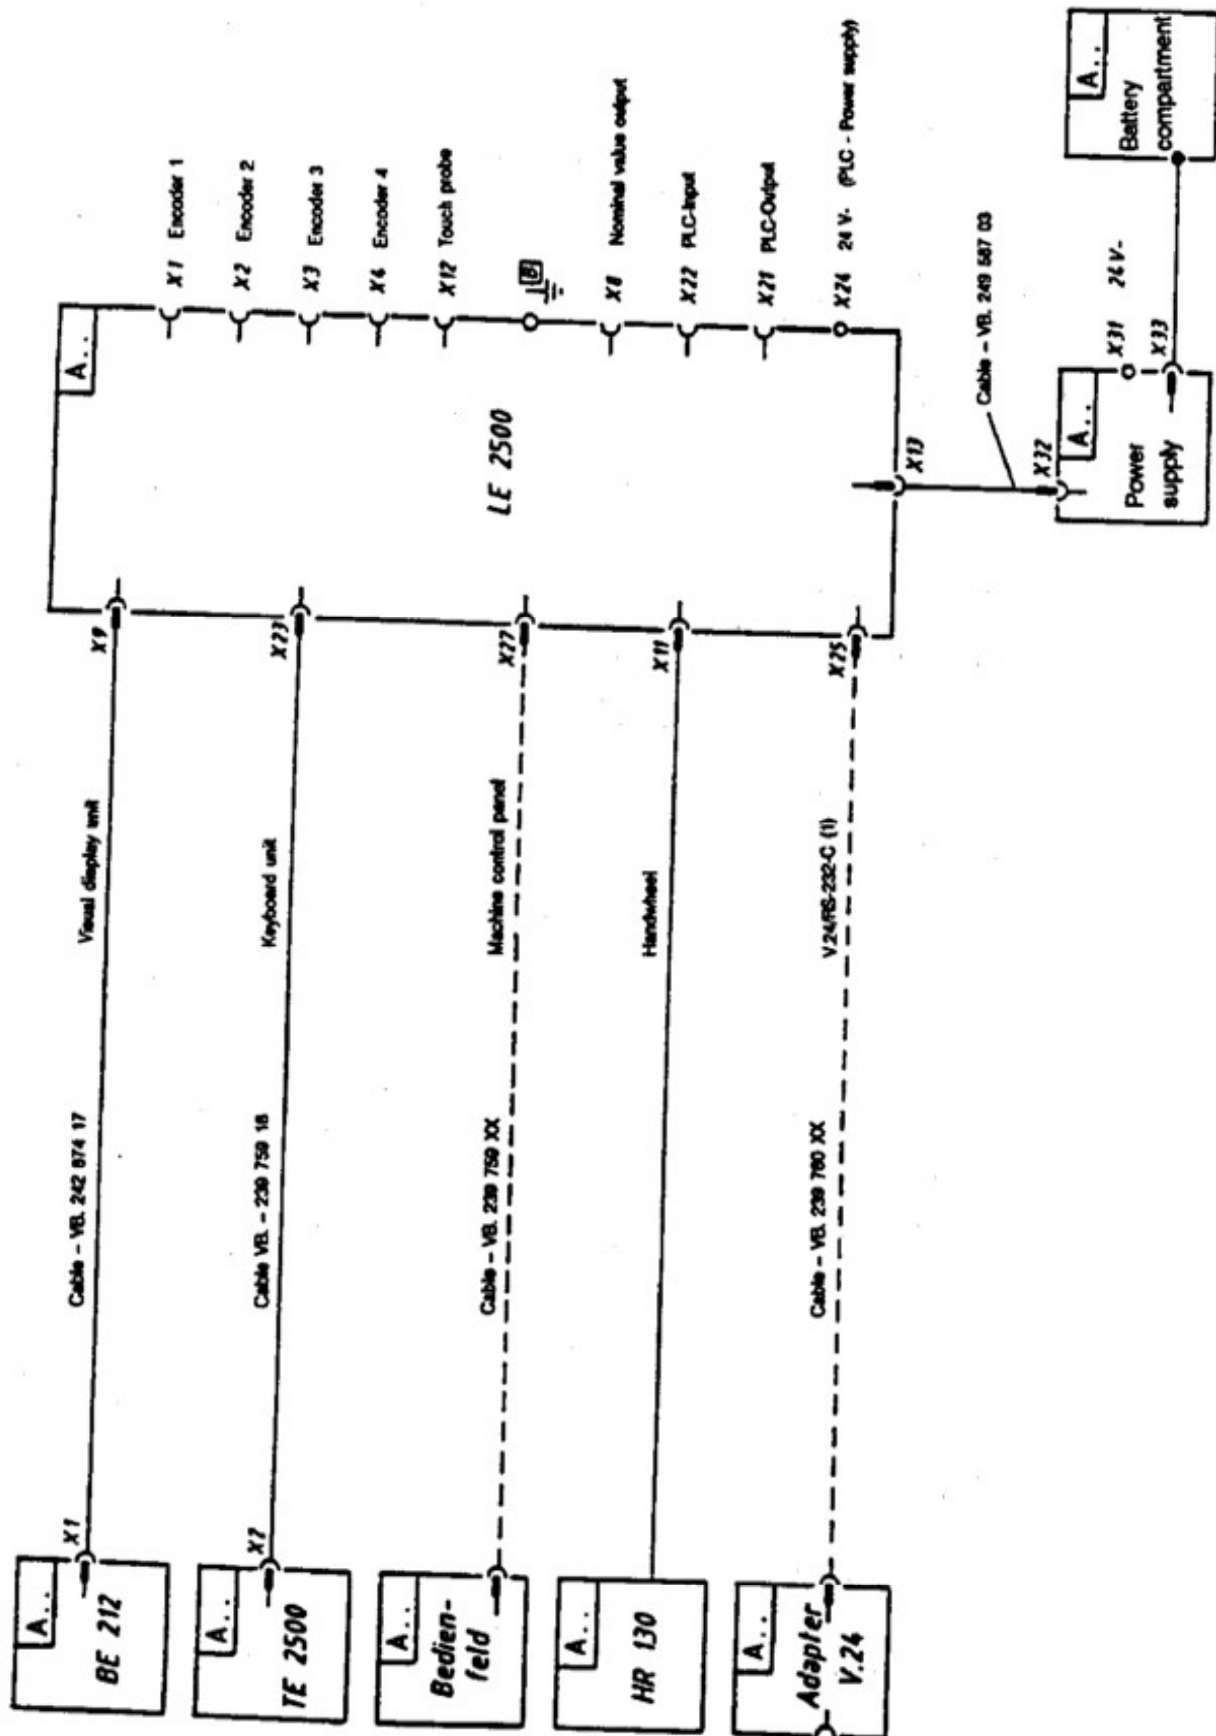 A..
BE 212
X1
Cable - VB. 242 874 17
Visual display unit
X9
A..
TE 2500
X2
Cable VB. - 239 759 18
Keyboard unit
X23
A..
Bedien-
feld
Cable - VB. 239 759 XX
Machine control panel
X27
A..
HR 130
Handwheel
X11
A..
Adapter
V.24
Cable - VB. 239 760 XX
V.24/RS-232-C (1)
X25
A..
LE 2500
X1 Encoder 1
X2 Encoder 2
X3 Encoder 3
X4 Encoder 4
X12 Touch probe
B
X8 Nominal value output
X22 PLC-Input
X21 PLC-Output
X24 24 V- (PLC - Power supply)
X13
Cable - VB. 249 587 03
X32
A..
Power
supply
X31 24V-
X33
A..
Battery
compartment